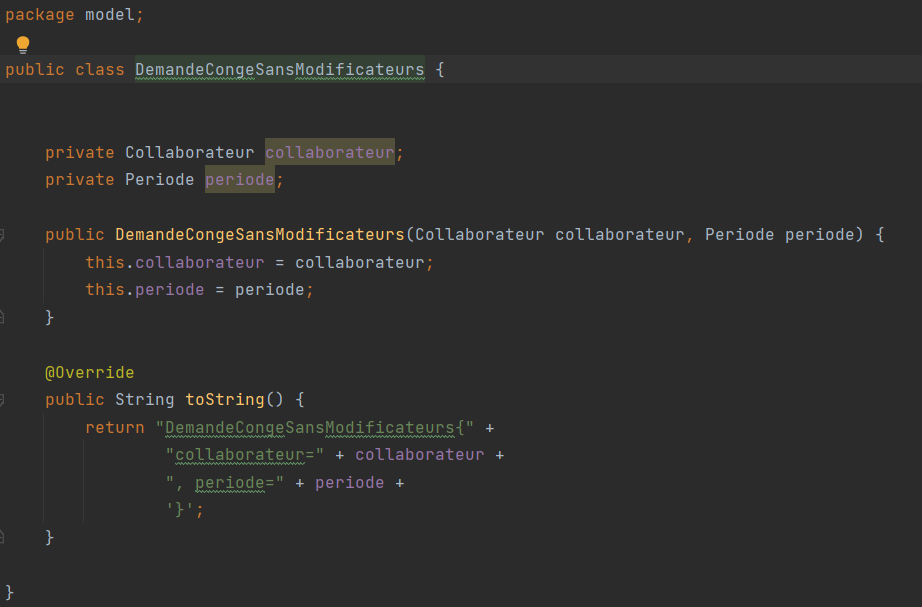 package model;
public class DemandeCongeSansModificateurs {
private Collaborateur collaborateur;
private Periode periode;
public DemandeCongeSansModificateurs(Collaborateur collaborateur, Periode periode) {
this.collaborateur = collaborateur;
this.periode = periode;
}
@Override
public String toString() {
return "DemandeCongeSansModificateurs{" +
"collaborateur=" + collaborateur +
", periode=" + periode +
'}';
}
}